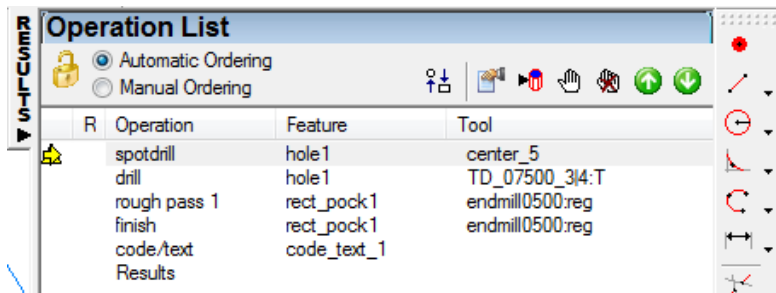 RESULTS
Operation List
Automatic Ordering
Manual Ordering
R Operation Feature Tool
spotdrill hole1 center_5
drill hole1 TD_07500_3|4:T
rough pass 1 rect_pock1 endmill0500:reg
finish rect_pock1 endmill0500:reg
code/text code_text_1
Results